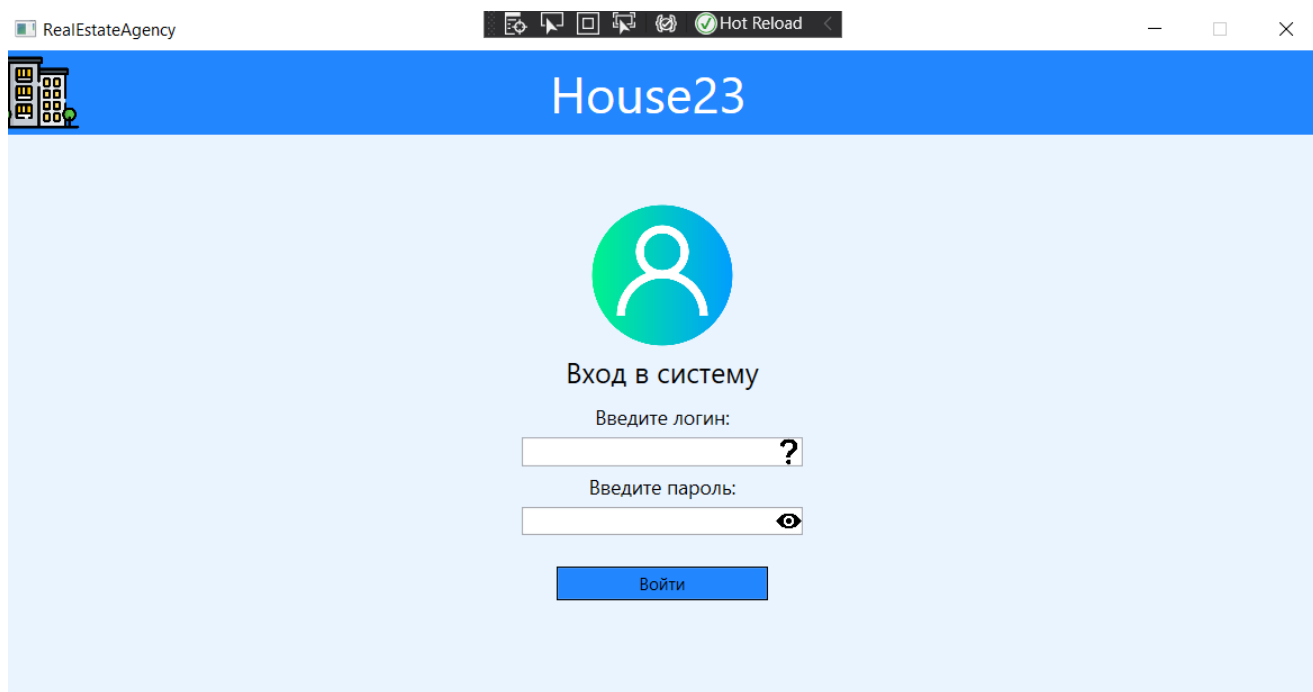 RealEstateAgency
Hot Reload
House23
Вход в систему
Введите логин:
?
Введите пароль:
Войти